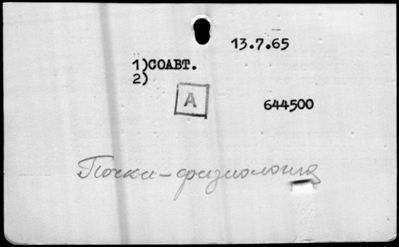 13.7.65
1)СОАВТ.
2)
А
644500
Почки-физиология